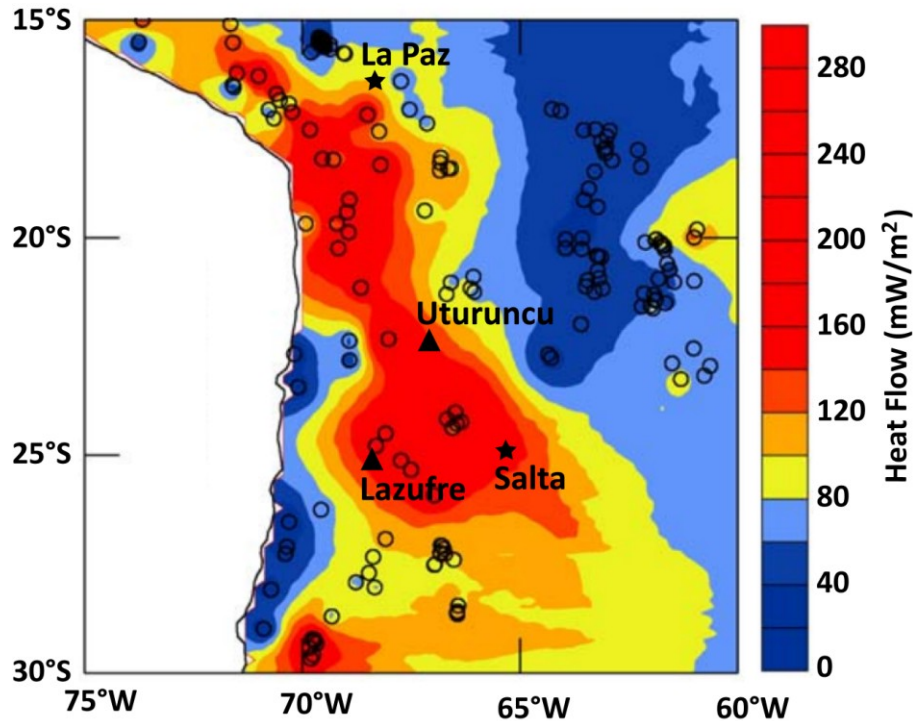 15°S
20°S
25°S
30°S
75°W
70°W
65°W
60°W
La Paz
Uturuncu
Lazufre
Salta
280
240
200
160
120
80
40
0
Heat Flow (mW/m²)